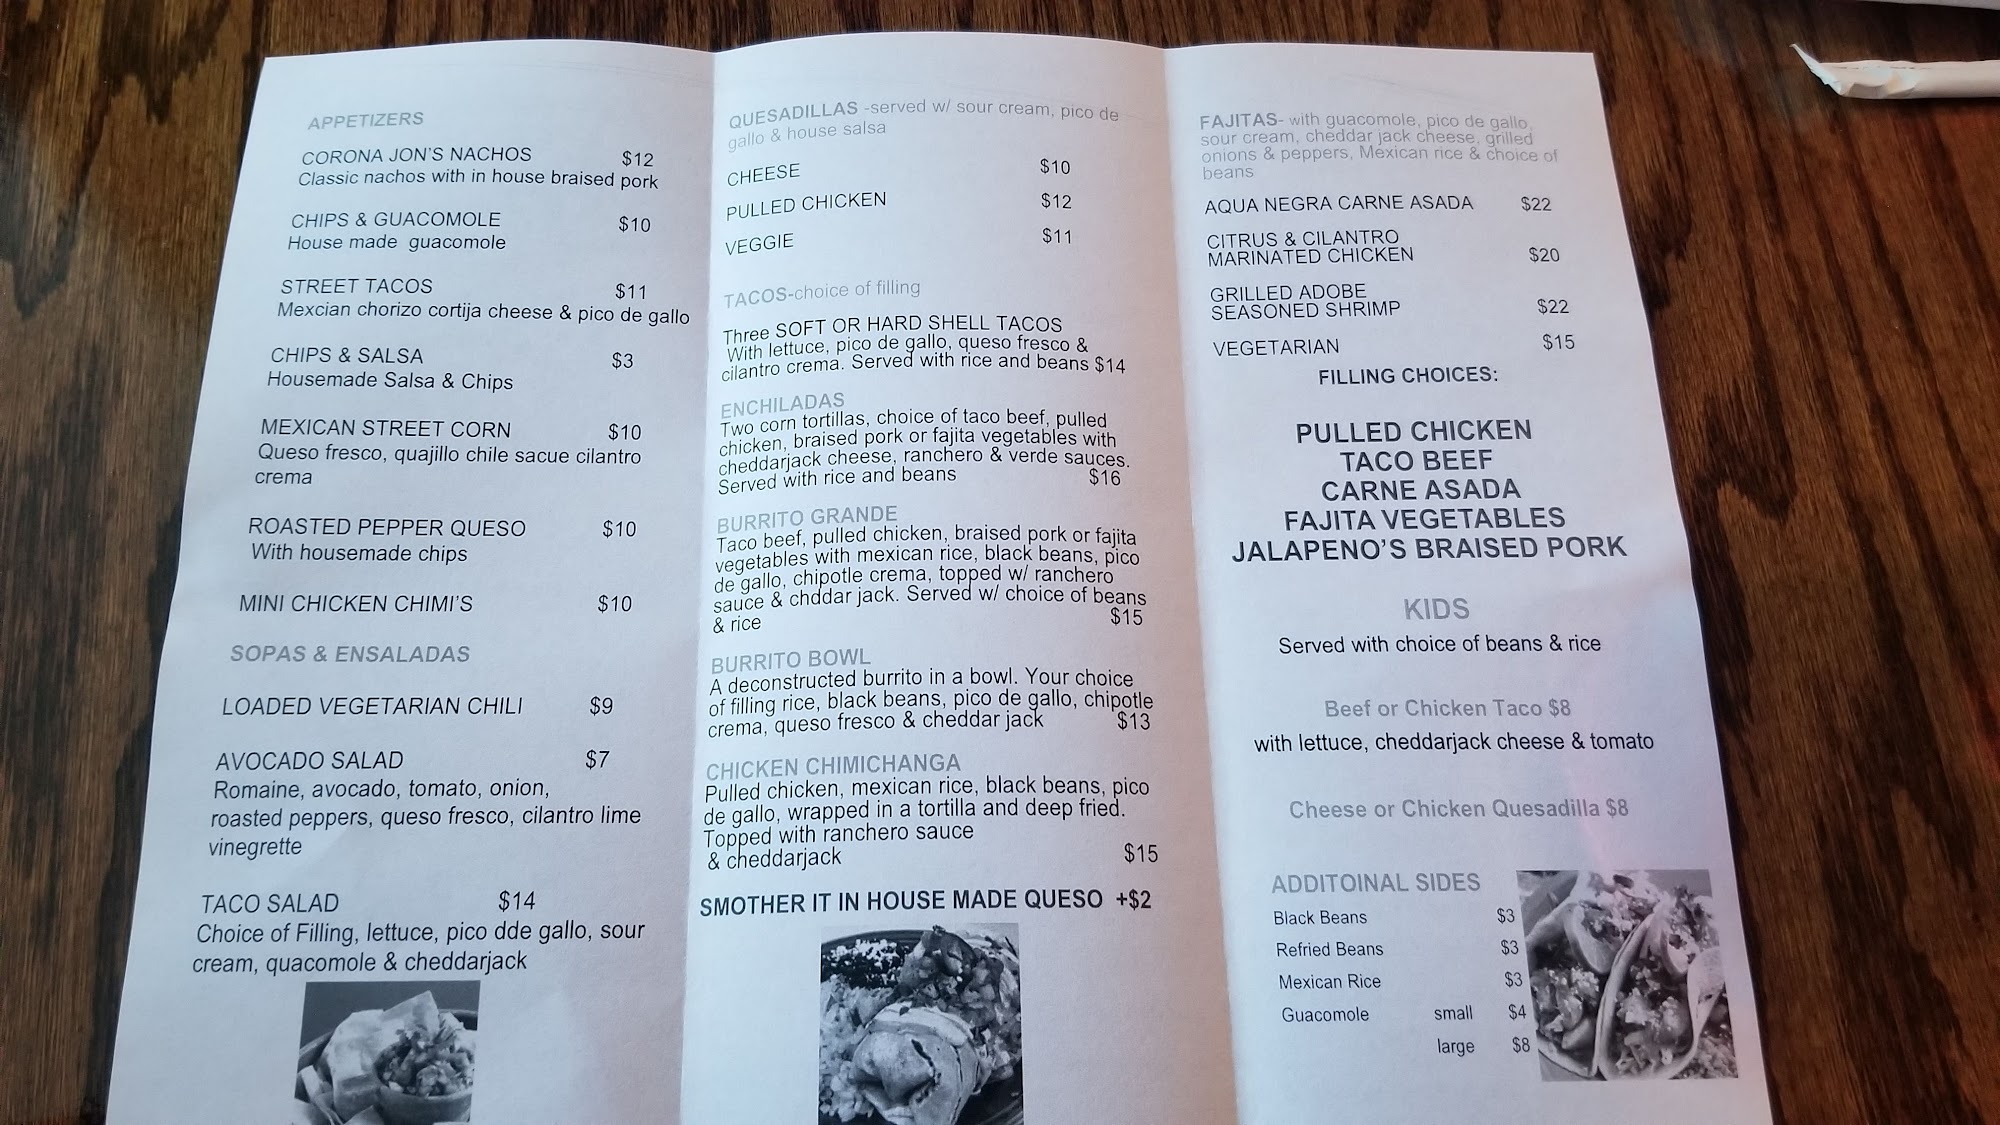 APPETIZERS
CORONA JON'S NACHOS $12
Classic nachos with in house braised pork
CHIPS & GUACOMOLE $10
House made guacomole
STREET TACOS $11
Mexcian chorizo cortija cheese & pico de gallo
CHIPS & SALSA $3
Housemade Salsa & Chips
MEXICAN STREET CORN $10
Queso fresco, quajillo chile sacue cilantro
crema
ROASTED PEPPER QUESO $10
With housemade chips
MINI CHICKEN CHIMI'S $10
SOPAS & ENSALADAS
LOADED VEGETARIAN CHILI $9
AVOCADO SALAD $7
Romaine, avocado, tomato, onion,
roasted peppers, queso fresco, cilantro lime
vinegrette
TACO SALAD $14
Choice of Filling, lettuce, pico dde gallo, sour
cream, quacomole & cheddarjack
QUESADILLAS -served w/ sour cream, pico de
gallo & house salsa
CHEESE $10
PULLED CHICKEN $12
VEGGIE $11
TACOS-choice of filling
Three SOFT OR HARD SHELL TACOS
With lettuce, pico de gallo, queso fresco &
cilantro crema. Served with rice and beans $14
ENCHILADAS
Two corn tortillas, choice of taco beef, pulled
chicken, braised pork or fajita vegetables with
cheddarjack cheese, ranchero & verde sauces.
Served with rice and beans $16
BURRITO GRANDE
Taco beef, pulled chicken, braised pork or fajita
vegetables with mexican rice, black beans, pico
de gallo, chipotle crema, topped w/ ranchero
sauce & chddar jack. Served w/ choice of beans
& rice $15
BURRITO BOWL
A deconstructed burrito in a bowl. Your choice
of filling rice, black beans, pico de gallo, chipotle
crema, queso fresco & cheddar jack $13
CHICKEN CHIMICHANGA
Pulled chicken, mexican rice, black beans, pico
de gallo, wrapped in a tortilla and deep fried.
Topped with ranchero sauce
& cheddarjack $15
SMOTHER IT IN HOUSE MADE QUESO +$2
FAJITAS- with guacomole, pico de gallo,
sour cream, cheddar jack cheese, grilled
onions & peppers, Mexican rice & choice of
beans
AQUA NEGRA CARNE ASADA $22
CITRUS & CILANTRO
MARINATED CHICKEN $20
GRILLED ADOBE
SEASONED SHRIMP $22
VEGETARIAN $15
FILLING CHOICES:
PULLED CHICKEN
TACO BEEF
CARNE ASADA
FAJITA VEGETABLES
JALAPENO'S BRAISED PORK
KIDS
Served with choice of beans & rice
Beef or Chicken Taco $8
with lettuce, cheddarjack cheese & tomato
Cheese or Chicken Quesadilla $8
ADDITOINAL SIDES
Black Beans $3
Refried Beans $3
Mexican Rice $3
Guacomole small $4
large $8